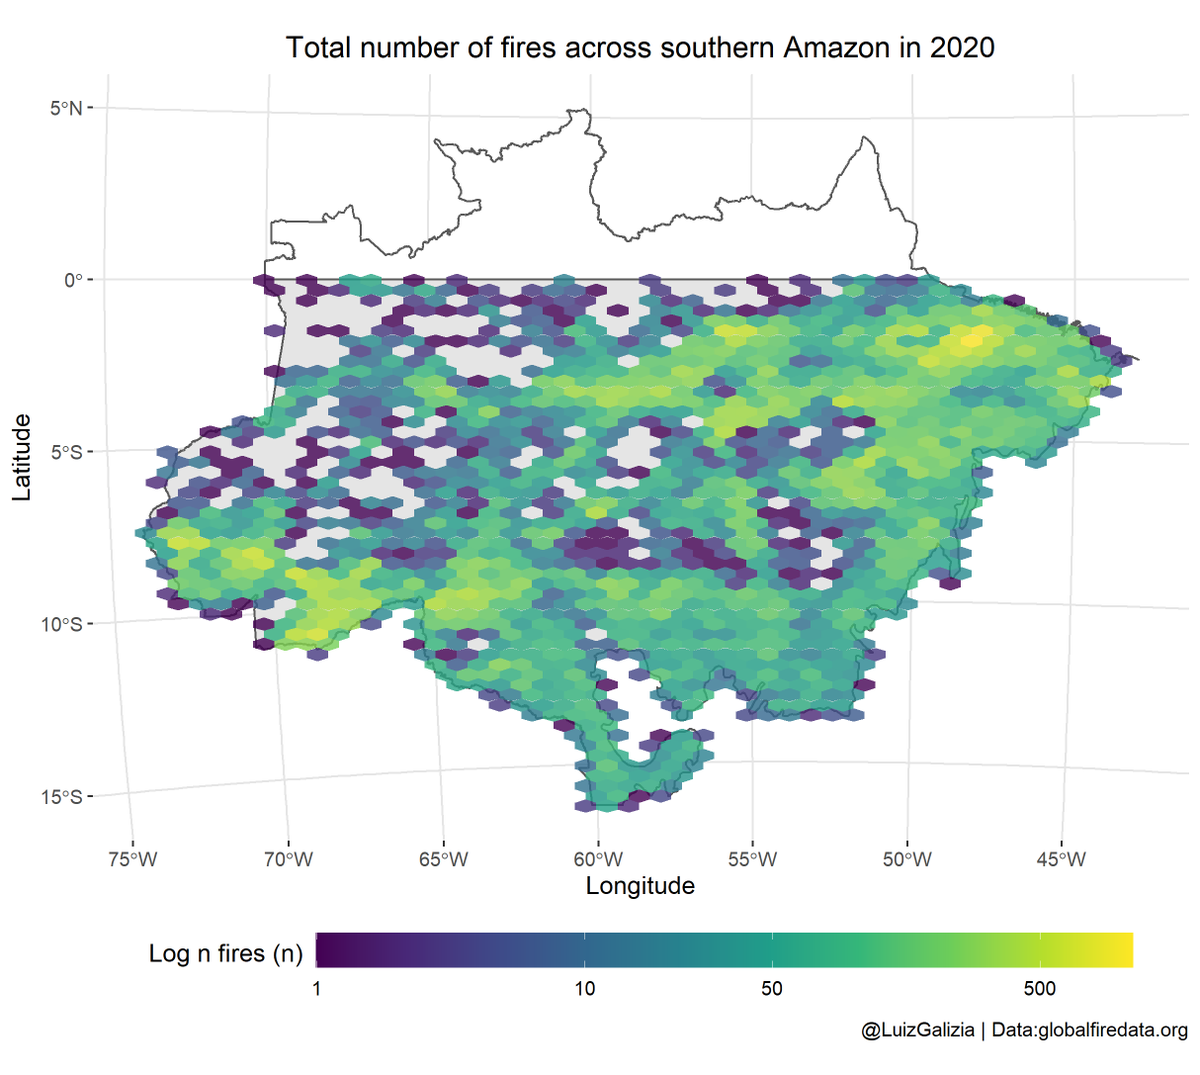 Total number of fires across southern Amazon in 2020
5°N
0°
5°S
10°S
15°S
Latitude
75°W 70°W 65°W 60°W 55°W 50°W 45°W
Longitude
Log n fires (n)
1 10 50 500
@LuizGalizia | Data:globalfiredata.org